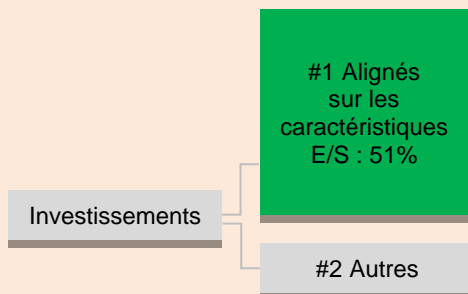 #1 Alignés
sur les
caractéristiques
E/S : 51%
Investissements
#2 Autres